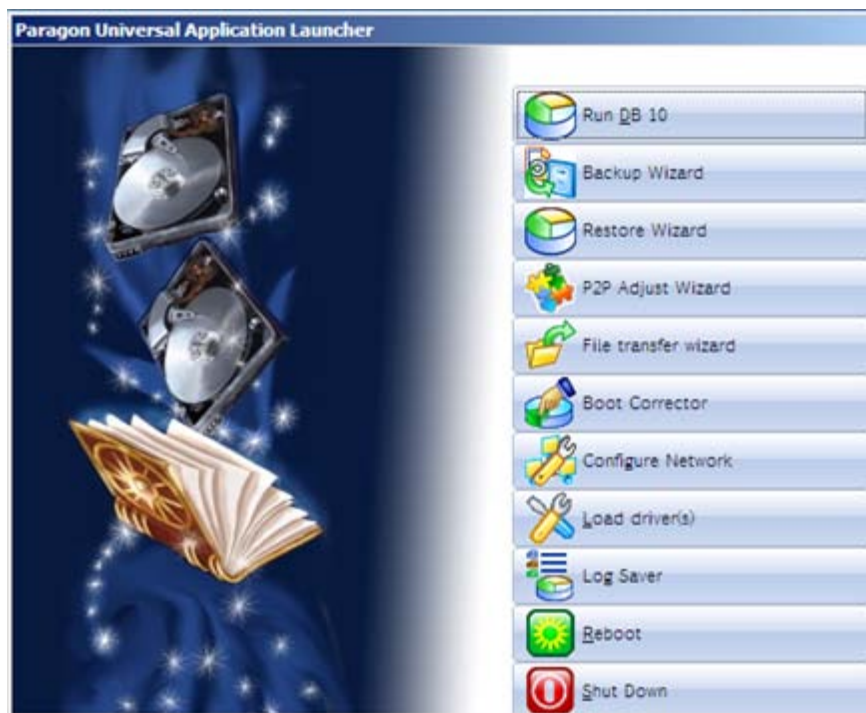 Paragon Universal Application Launcher
Run DB 10
Backup Wizard
Restore Wizard
P2P Adjust Wizard
File transfer wizard
Boot Corrector
Configure Network
Load driver(s)
Log Saver
Reboot
Shut Down